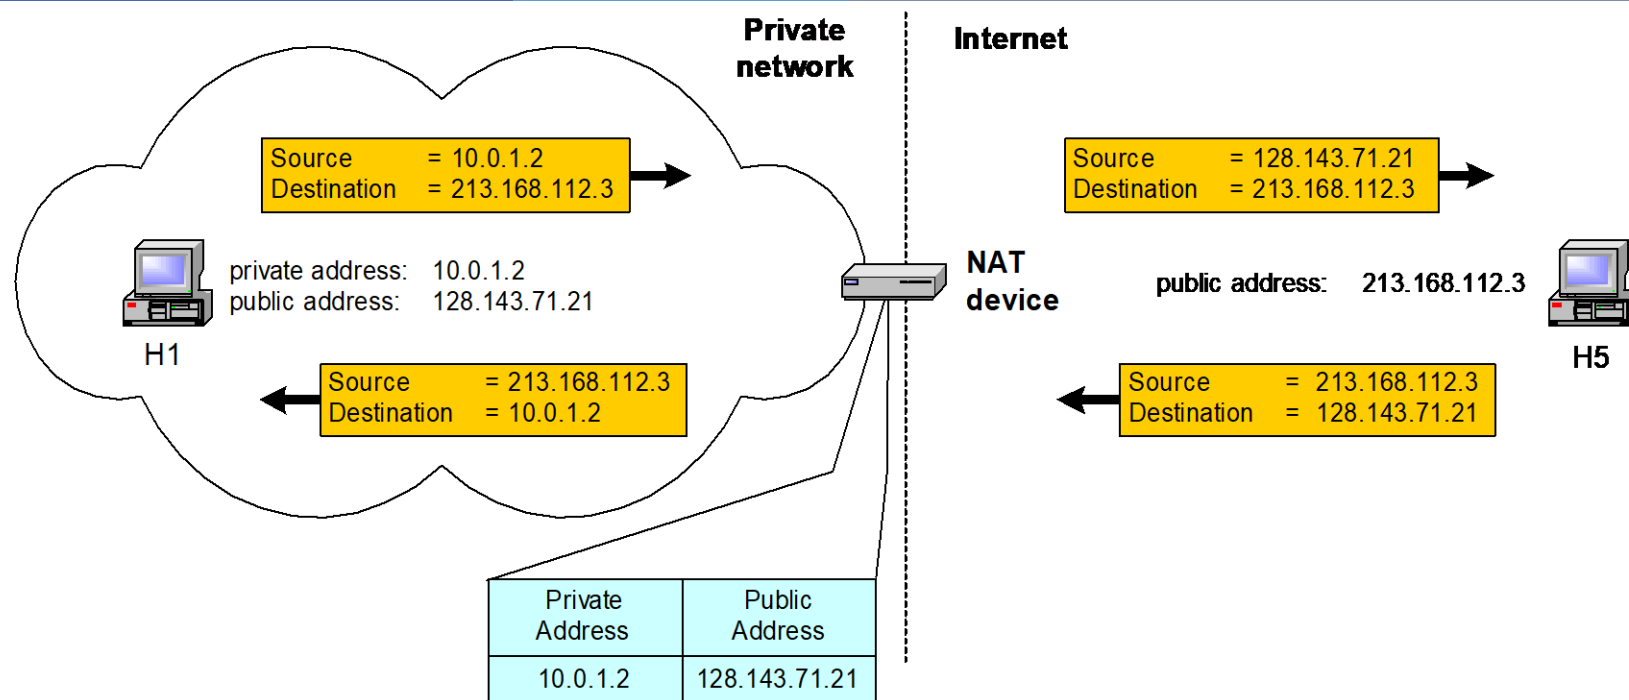 Private
network
Internet
Source = 10.0.1.2
Destination = 213.168.112.3
Source = 128.143.71.21
Destination = 213.168.112.3
private address: 10.0.1.2
public address: 128.143.71.21
H1
NAT
device
public address: 213.168.112.3
H5
Source = 213.168.112.3
Destination = 10.0.1.2
Source = 213.168.112.3
Destination = 128.143.71.21
Private
Address
Public
Address
10.0.1.2
128.143.71.21